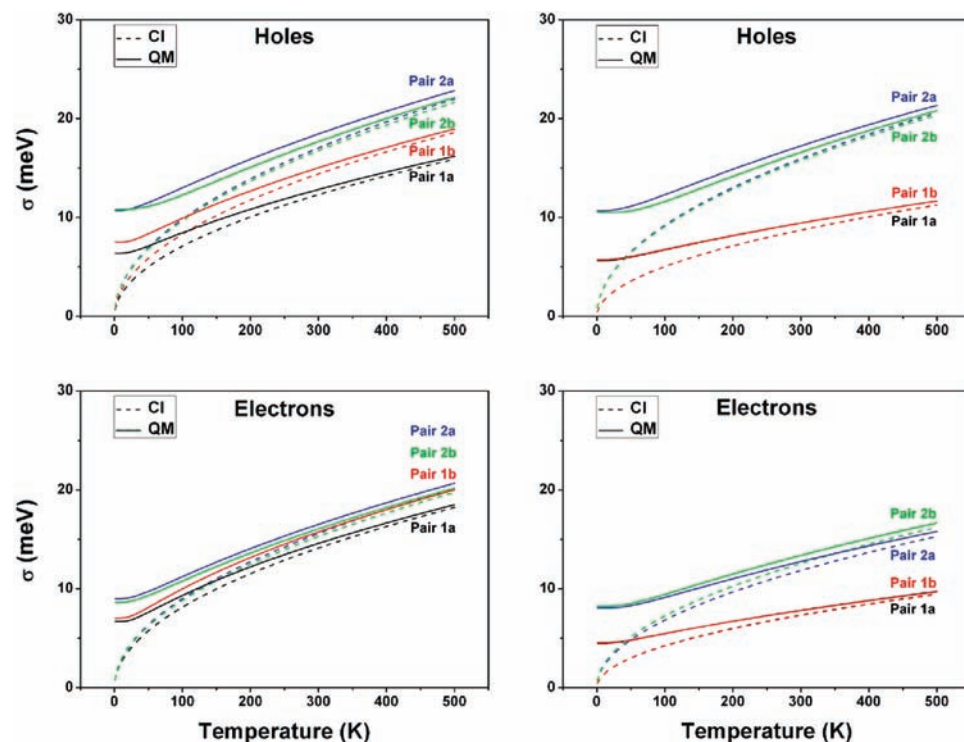 30
CI
QM
Holes
Pair 2a
Pair 2b
Pair 1b
Pair 1a
20
10
0
σ (meV)
0 100 200 300 400 500
30
CI
QM
Holes
Pair 2a
Pair 2b
Pair 1b
Pair 1a
20
10
0
0 100 200 300 400 500
30
CI
QM
Electrons
Pair 2a
Pair 2b
Pair 1b
Pair 1a
20
10
0
σ (meV)
0 100 200 300 400 500
Temperature (K)
30
CI
QM
Electrons
Pair 2b
Pair 2a
Pair 1b
Pair 1a
20
10
0
0 100 200 300 400 500
Temperature (K)